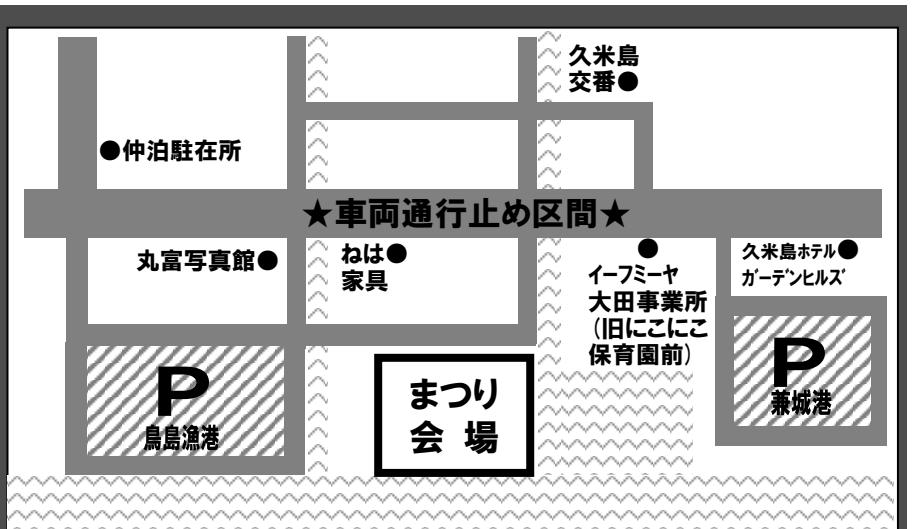 久米島
交番●
●仲泊駐在所
★車両通行止め区間★
丸富写真館●
ねは●
家具
●
イーフミーヤ
大田事業所
(旧にこにこ
保育園前)
久米島ホテル●
ガーデンヒルズ
P
鳥島漁港
まつり
会場
P
兼城港